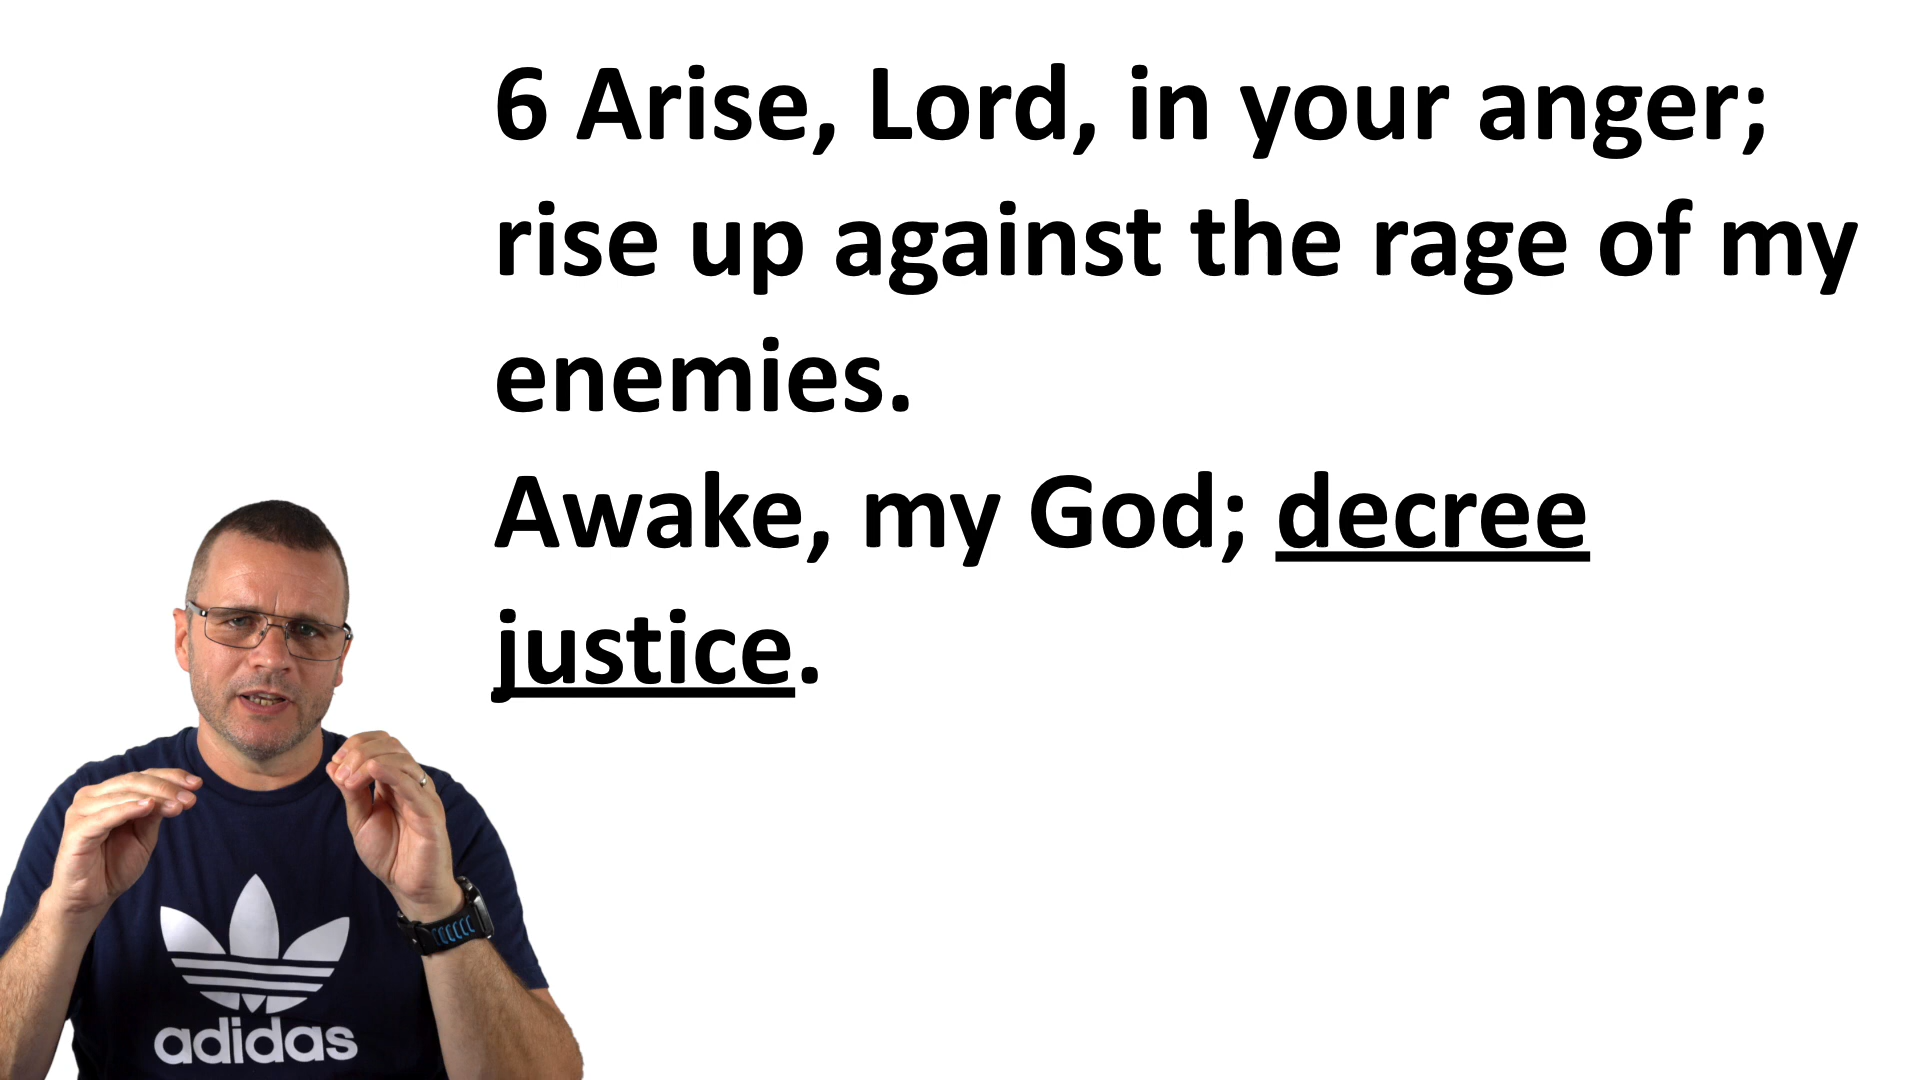 6 Arise, Lord, in your anger;
rise up against the rage of my
enemies.
Awake, my God; decree
justice.
adidas